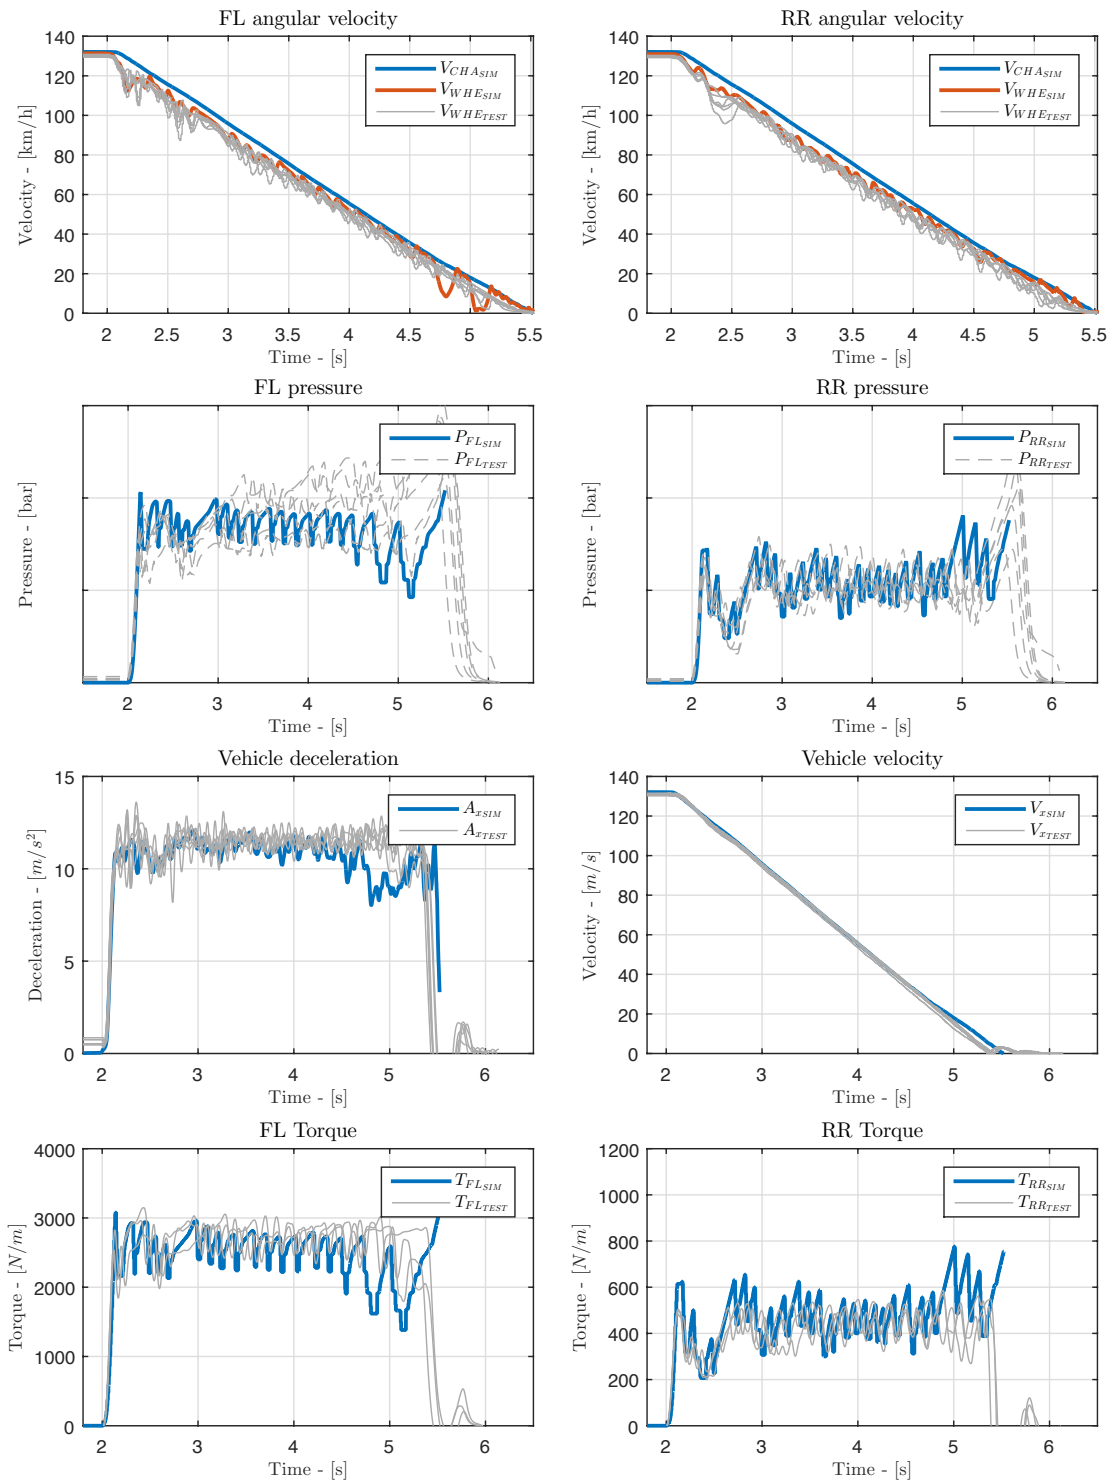 FL angular velocity
RR angular velocity
140
120
100
80
60
40
20
0
Velocity - [km/h]
V_CHA_SIM
V_WHE_SIM
V_WHE_TEST
2 2.5 3 3.5 4 4.5 5 5.5
Time - [s]
140
120
100
80
60
40
20
0
Velocity - [km/h]
V_CHA_SIM
V_WHE_SIM
V_WHE_TEST
2 2.5 3 3.5 4 4.5 5 5.5
Time - [s]
FL pressure
RR pressure
Pressure - [bar]
P_FL_SIM
P_FL_TEST
2 3 4 5 6
Time - [s]
Pressure - [bar]
P_RR_SIM
P_RR_TEST
2 3 4 5 6
Time - [s]
Vehicle deceleration
Vehicle velocity
15
10
5
0
Deceleration - [m/s²]
A_x_SIM
A_x_TEST
2 3 4 5 6
Time - [s]
140
120
100
80
60
40
20
0
Velocity - [m/s]
V_x_SIM
V_x_TEST
2 3 4 5 6
Time - [s]
FL Torque
RR Torque
4000
3000
2000
1000
0
Torque - [N/m]
T_FL_SIM
T_FL_TEST
2 3 4 5 6
Time - [s]
1200
1000
800
600
400
200
0
Torque - [N/m]
T_RR_SIM
T_RR_TEST
2 3 4 5 6
Time - [s]